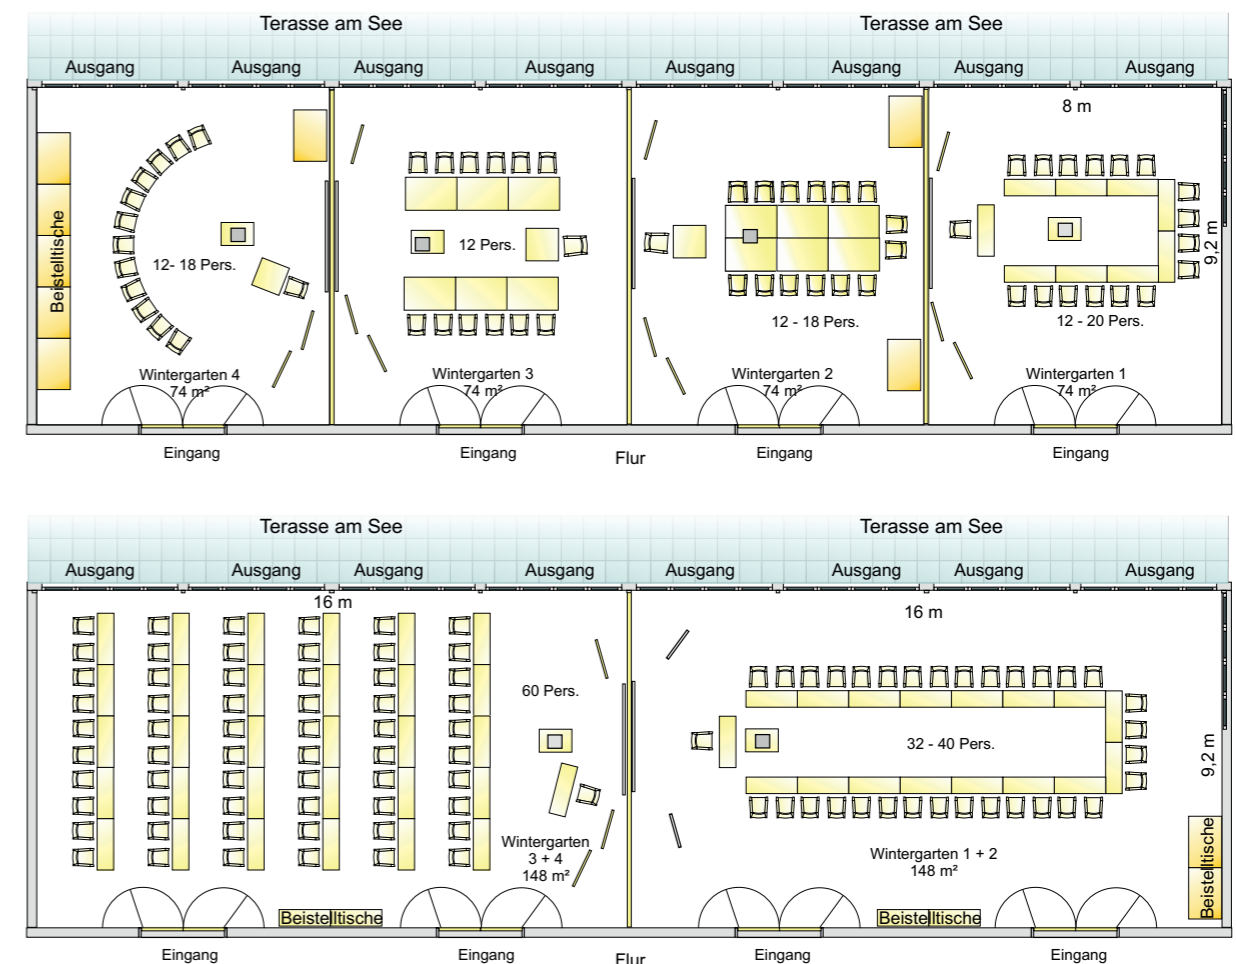 Terasse am See Terasse am See
Ausgang Ausgang Ausgang Ausgang Ausgang Ausgang Ausgang Ausgang
8 m
9,2 m
Beistelltische
12- 18 Pers.
12 Pers.
12 - 18 Pers.
12 - 20 Pers.
Wintergarten 4
74 m²
Wintergarten 3
74 m²
Wintergarten 2
74 m²
Wintergarten 1
74 m²
Eingang Eingang Eingang Eingang
Flur
Terasse am See Terasse am See
Ausgang Ausgang Ausgang Ausgang Ausgang Ausgang Ausgang Ausgang
16 m
16 m
60 Pers.
32 - 40 Pers.
9,2 m
Wintergarten
3 + 4
148 m²
Wintergarten 1 + 2
148 m²
Beistelltische
Beistelltische
Beistelltische
Eingang Eingang Eingang Eingang
Flur